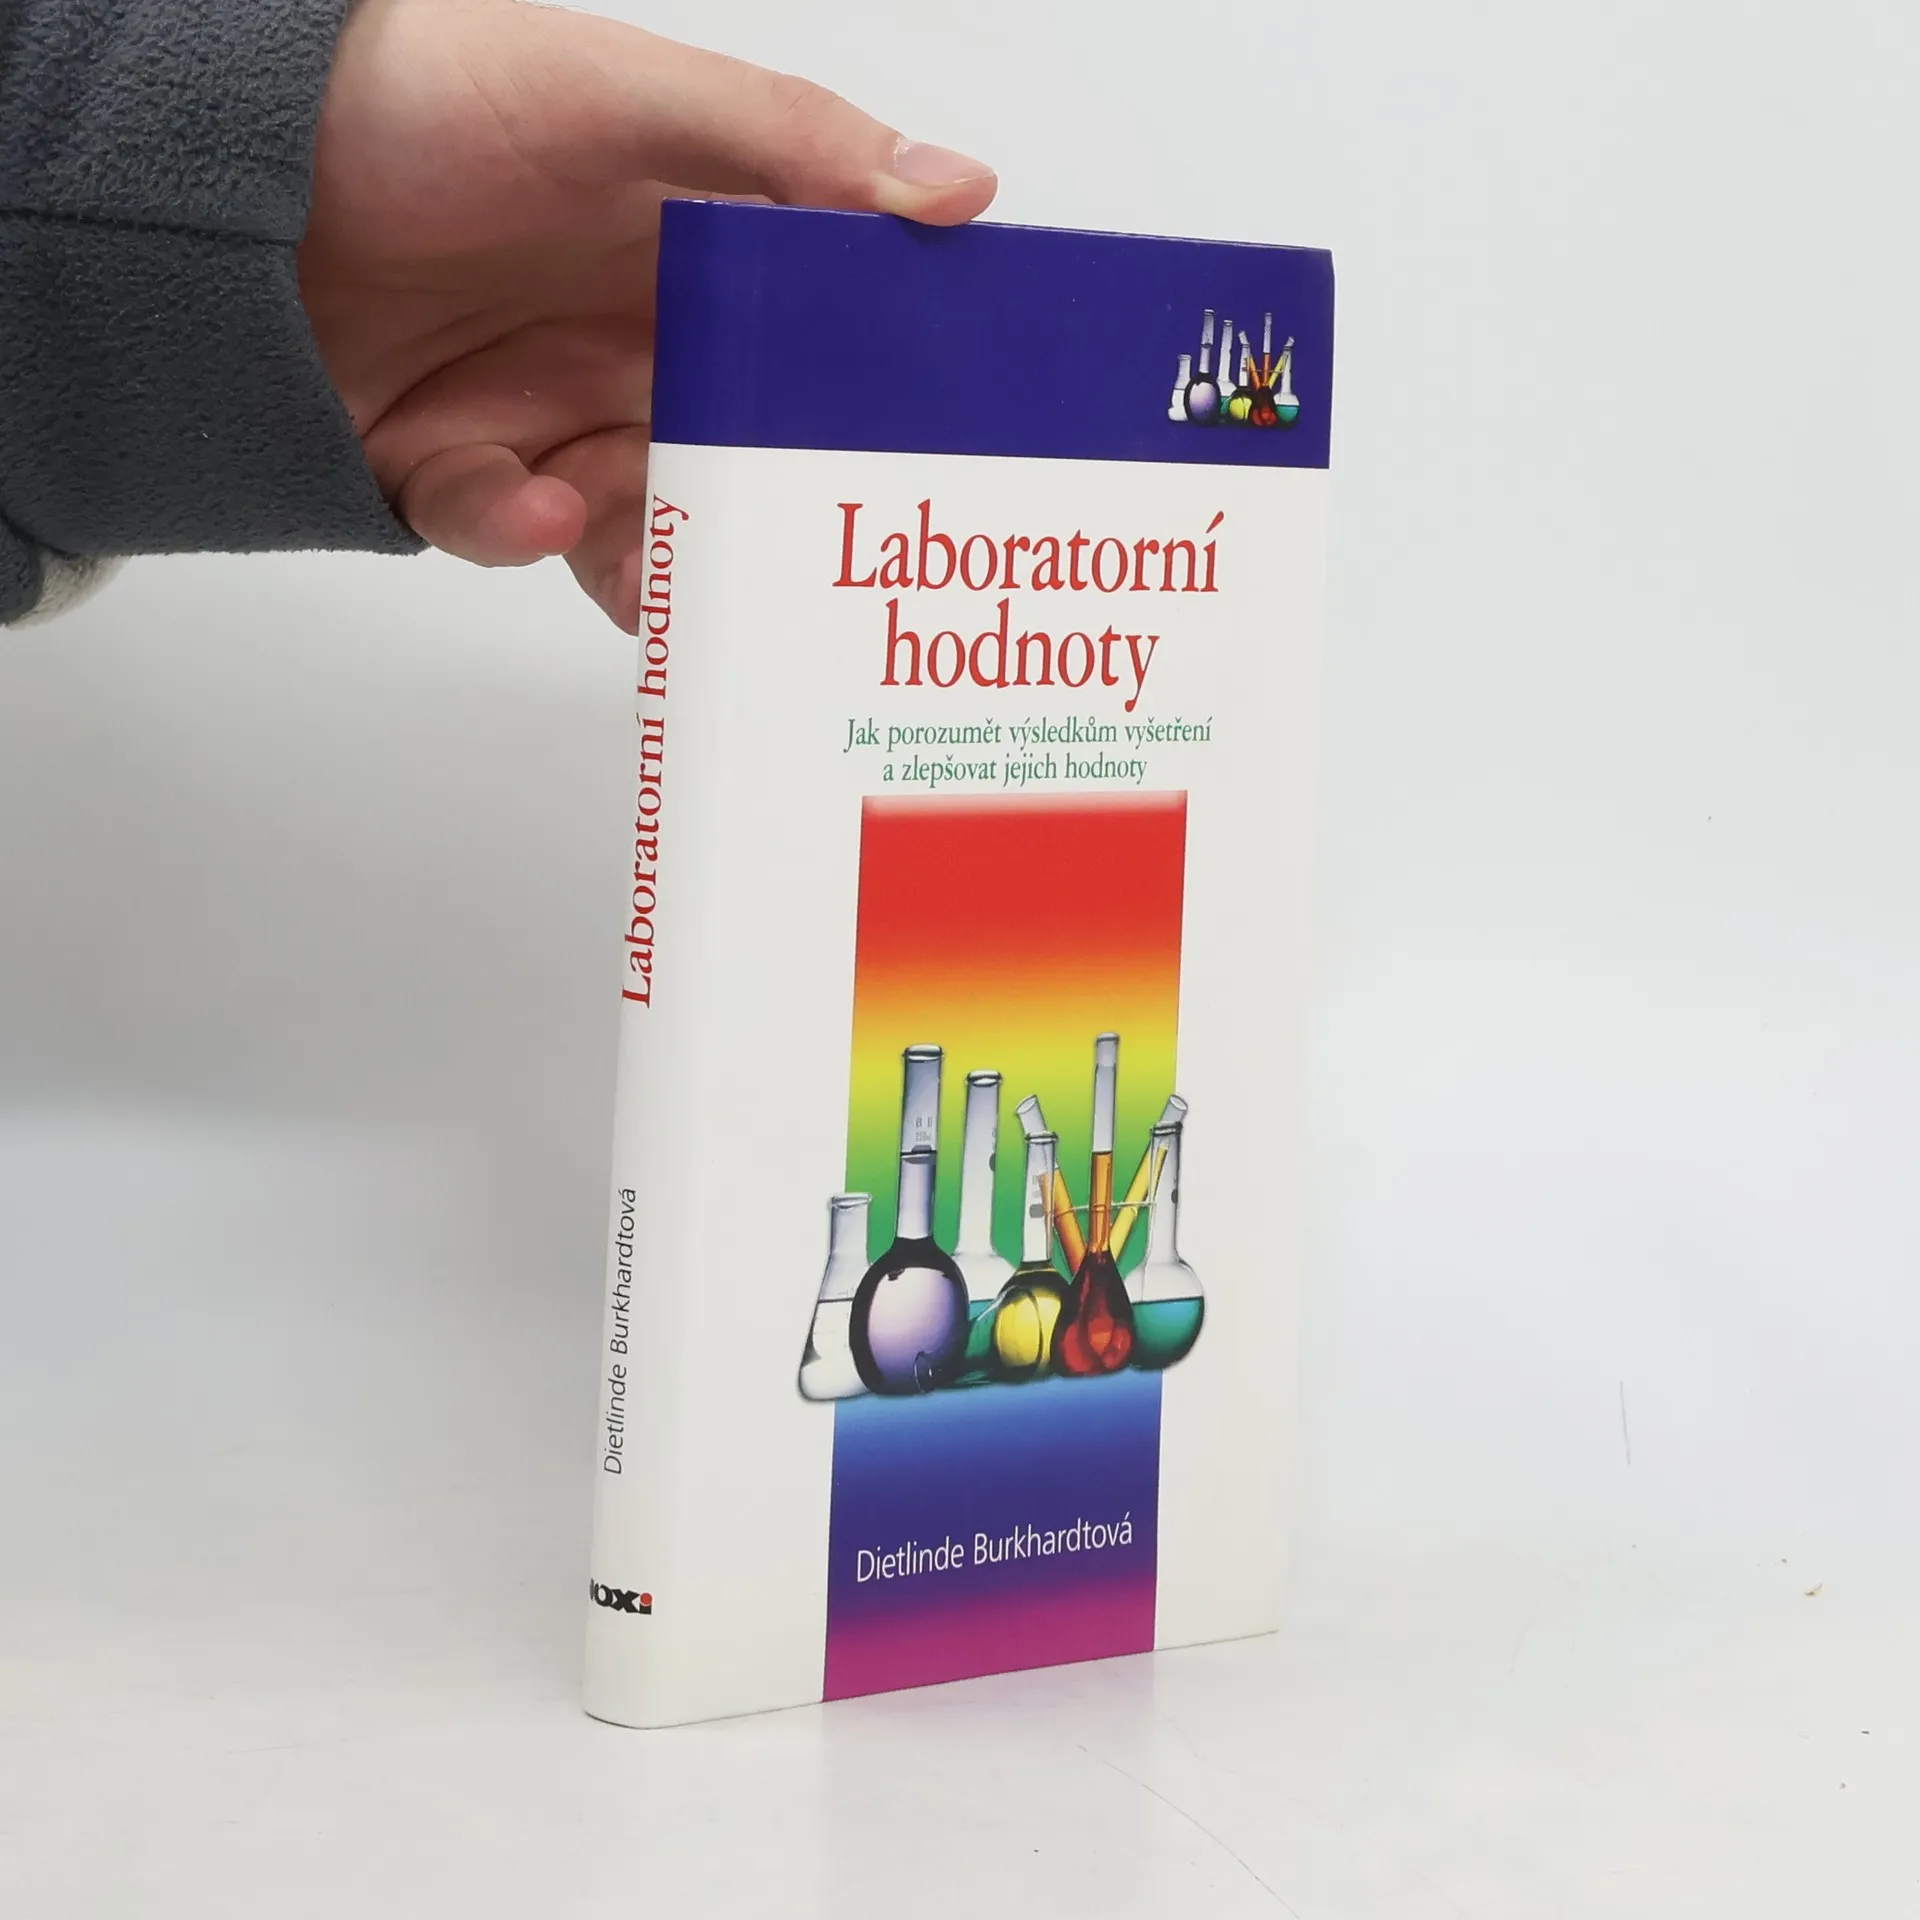 Laboratorní
hodnoty
Jak porozumět výsledkům vyšetření
a zlepšovat jejich hodnoty
Dietlinde Burkhardtová
Laboratorní hodnoty
Dietlinde Burkhardtová